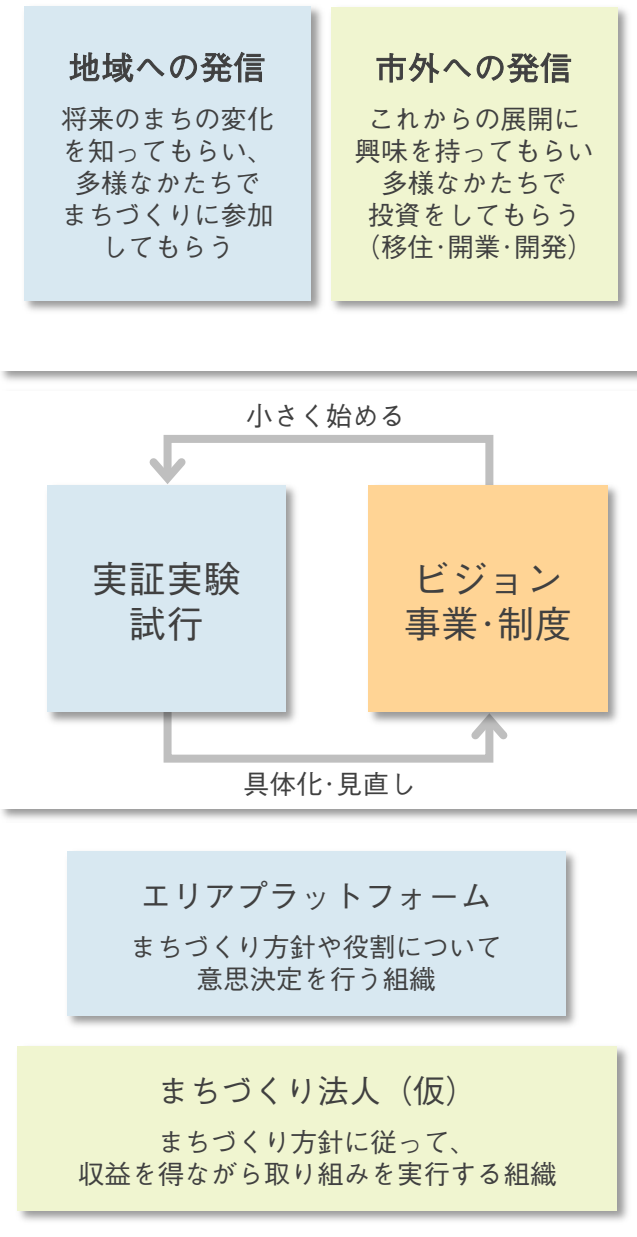 地域への発信
将来のまちの変化
を知ってもらい、
多様なかたちで
まちづくりに参加
してもらう
市外への発信
これからの展開に
興味を持ってもらい
多様なかたちで
投資をしてもらう
（移住･開業･開発）
小さく始める
実証実験
試行
ビジョン
事業･制度
具体化･見直し
エリアプラットフォーム
まちづくり方針や役割について
意思決定を行う組織
まちづくり法人（仮）
まちづくり方針に従って、
収益を得ながら取り組みを実行する組織